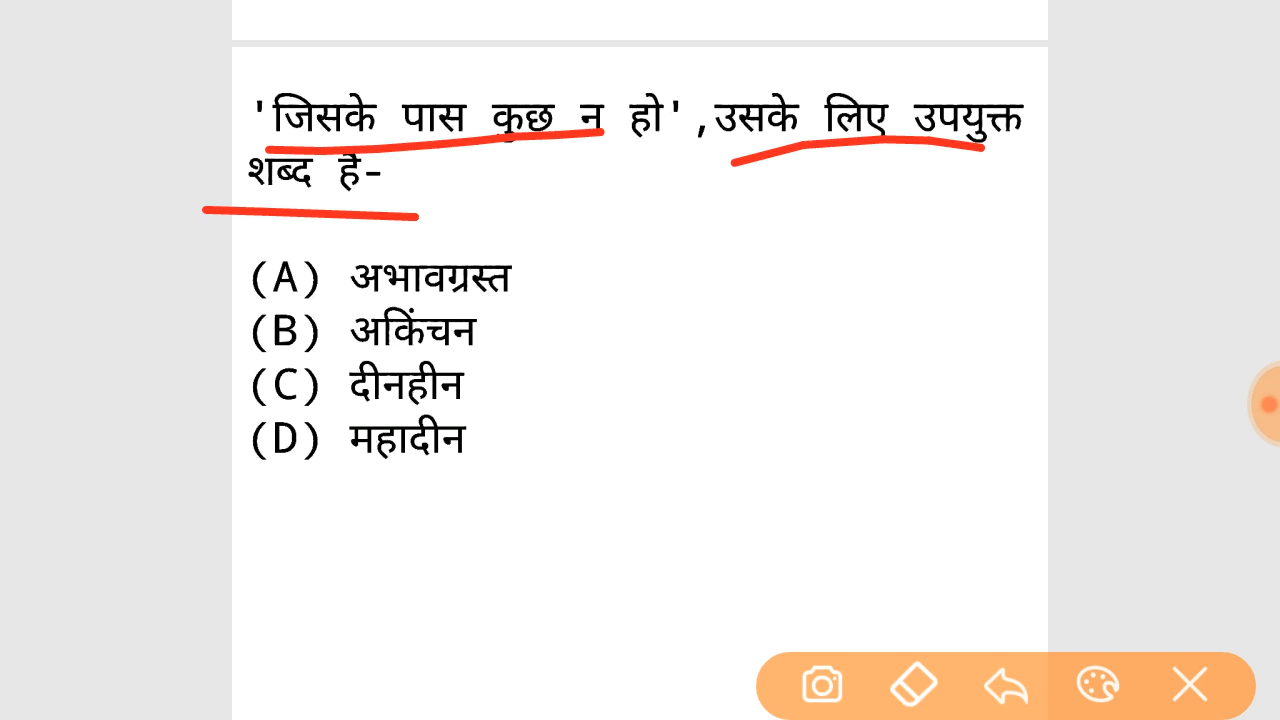 'जिसके पास कुछ न हो',उसके लिए उपयुक्त
शब्द है-
(A) अभावग्रस्त
(B) अकिंचन
(C) दीनहीन
(D) महादीन